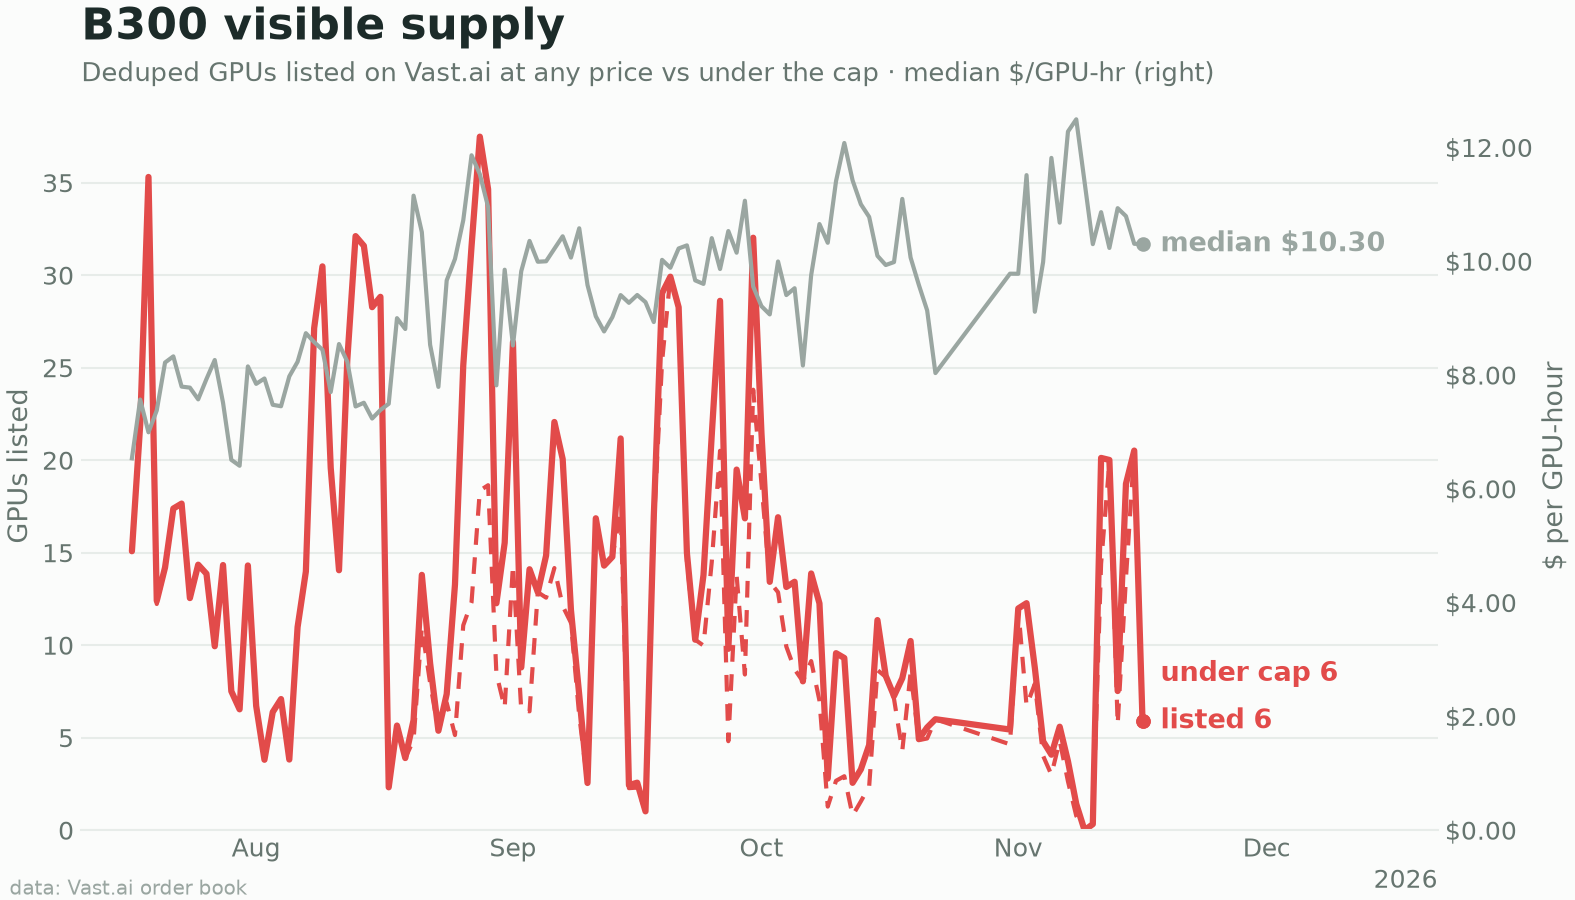 B300 visible supply
Deduped GPUs listed on Vast.ai at any price vs under the cap · median $/GPU-hr (right)
GPUs listed
35
30
25
20
15
10
5
0
$12.00
$10.00
$8.00
$6.00
$4.00
$2.00
$0.00
$ per GPU-hour
median $10.30
under cap 6
listed 6
Aug
Sep
Oct
Nov
Dec
2026
data: Vast.ai order book